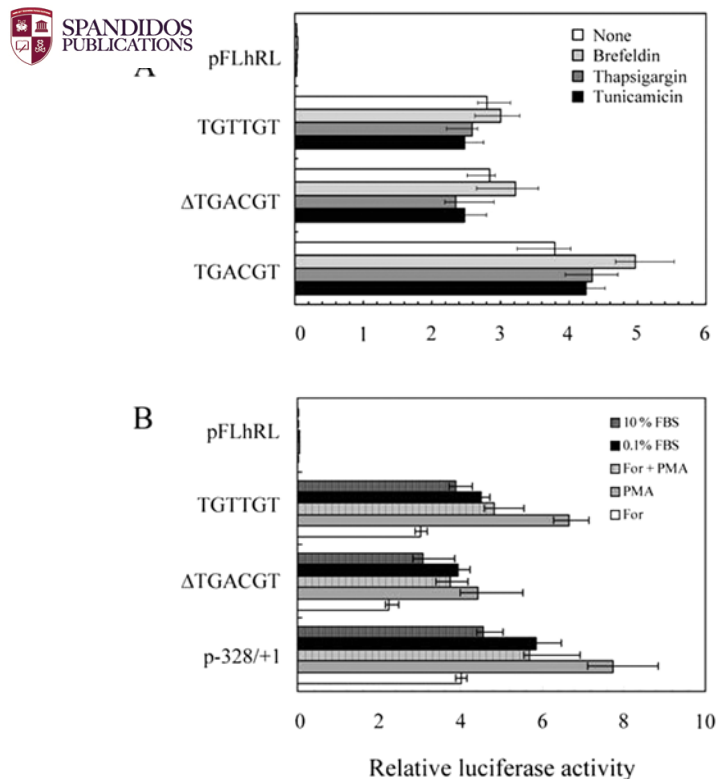 SPANDIDOS
PUBLICATIONS
A
pFLhRL
TGTTGT
ΔTGACGT
TGACGT
None
Brefeldin
Thapsigargin
Tunicamicin
0 1 2 3 4 5 6
B
pFLhRL
TGTTGT
ΔTGACGT
p-328/+1
10% FBS
0.1% FBS
For + PMA
PMA
For
0 2 4 6 8 10
Relative luciferase activity